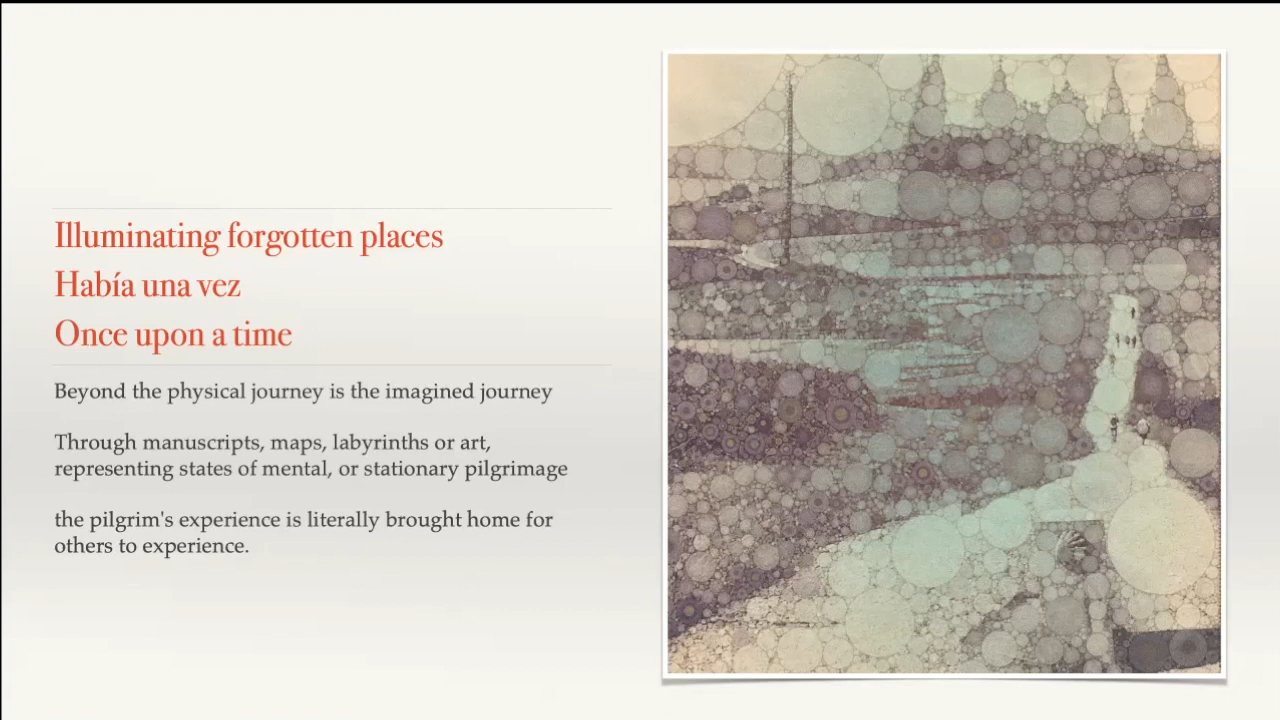 Illuminating forgotten places
Había una vez
Once upon a time
Beyond the physical journey is the imagined journey
Through manuscripts, maps, labyrinths or art,
representing states of mental, or stationary pilgrimage
the pilgrim's experience is literally brought home for
others to experience.